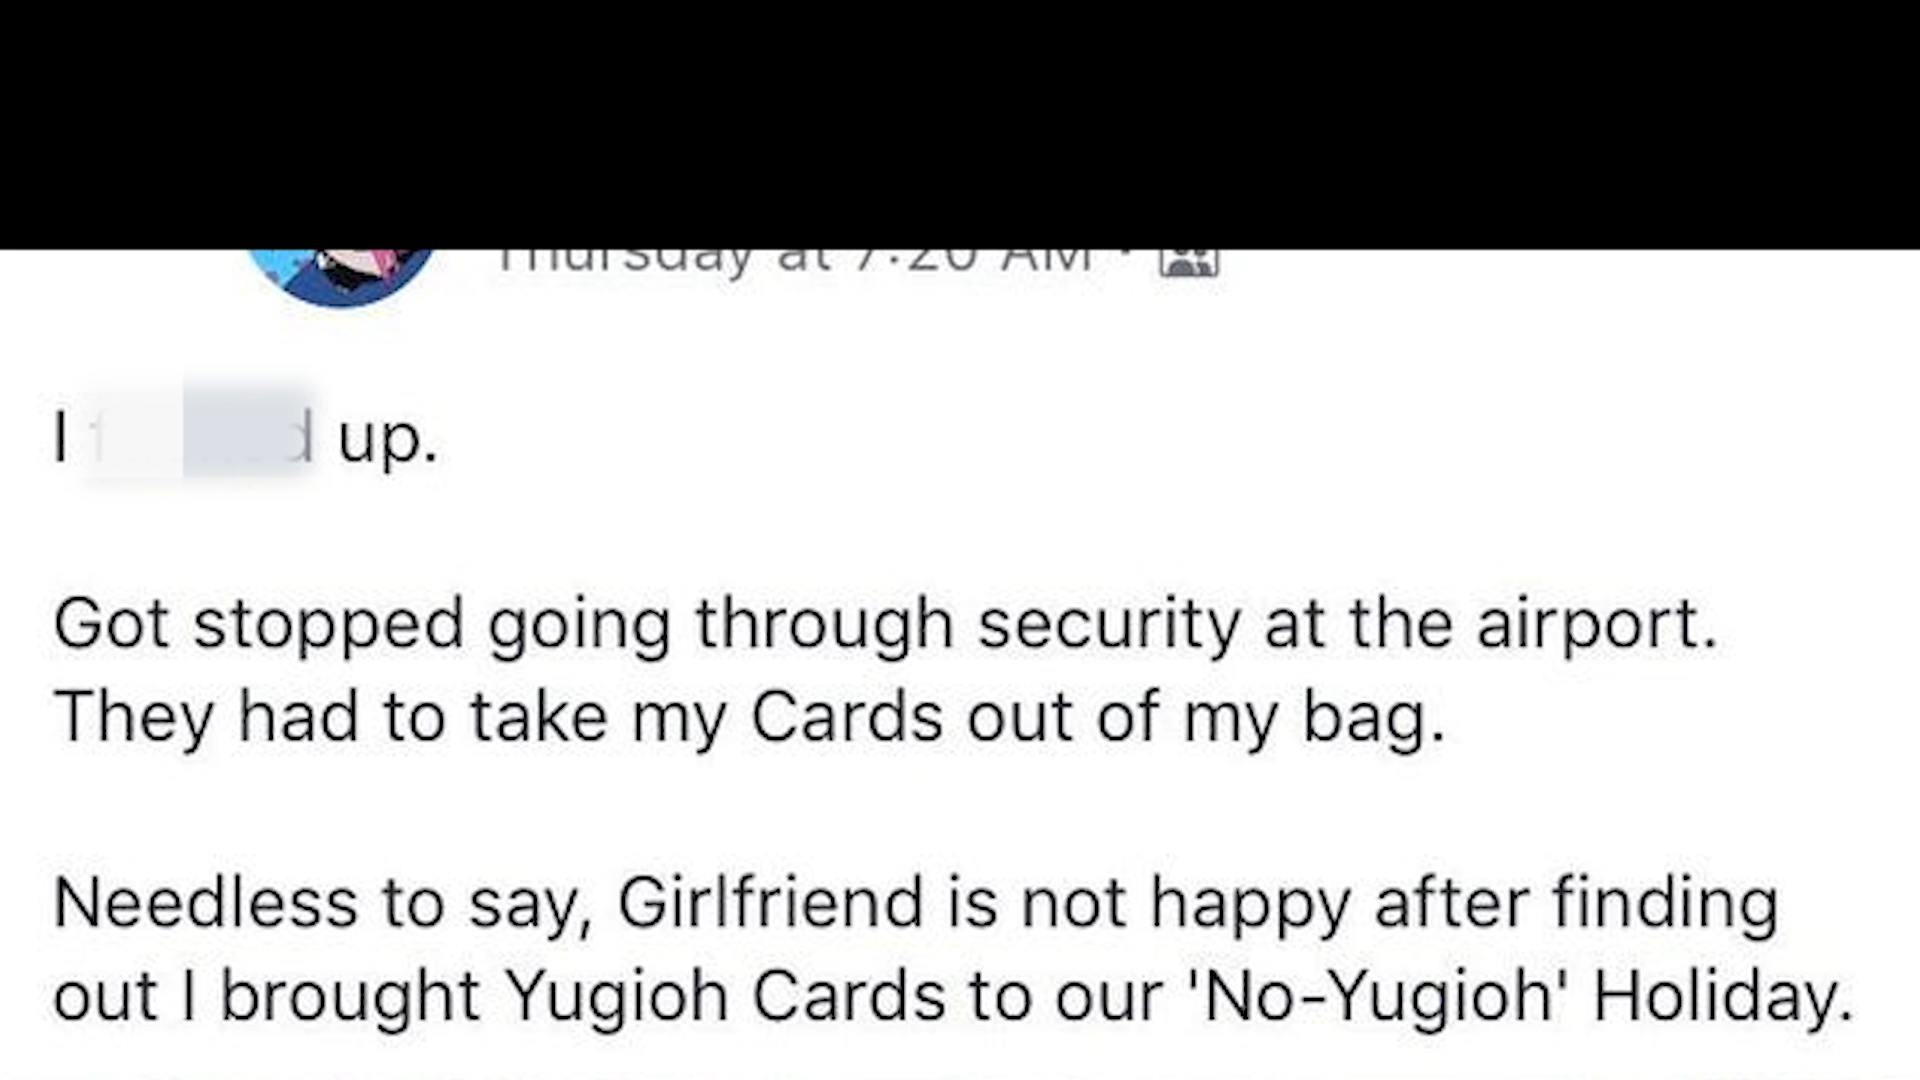 Thursday at 7:20 AM ·
I up.
Got stopped going through security at the airport.
They had to take my Cards out of my bag.
Needless to say, Girlfriend is not happy after finding
out I brought Yugioh Cards to our 'No-Yugioh' Holiday.